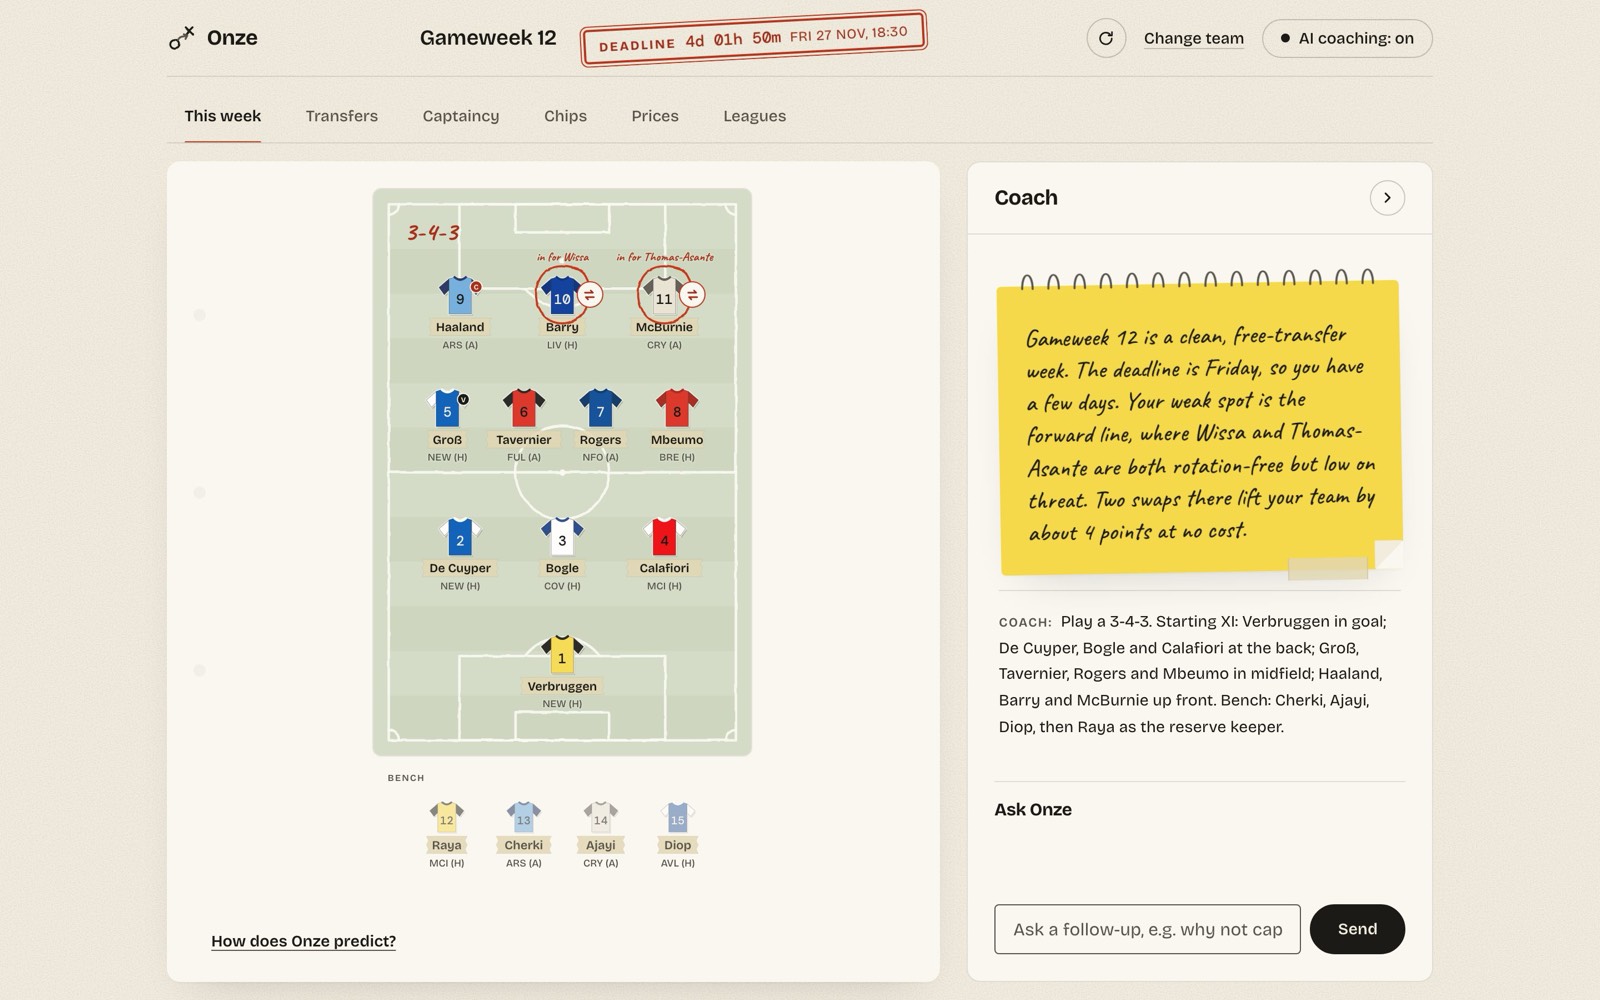 Onze
Gameweek 12
DEADLINE 4d 01h 50m FRI 27 NOV, 18:30
Change team
AI coaching: on
This week
Transfers
Captaincy
Chips
Prices
Leagues
3-4-3
in for Wissa
in for Thomas-Asante
9
C
10
11
Haaland
Barry
McBurnie
ARS (A)
LIV (H)
CRY (A)
5
V
6
7
8
Groß
Tavernier
Rogers
Mbeumo
NEW (H)
FUL (A)
NFO (A)
BRE (H)
2
3
4
De Cuyper
Bogle
Calafiori
NEW (H)
COV (H)
MCI (H)
1
Verbruggen
NEW (H)
BENCH
12
13
14
15
Raya
Cherki
Ajayi
Diop
MCI (H)
ARS (A)
CRY (A)
AVL (H)
How does Onze predict?
Coach
Gameweek 12 is a clean, free-transfer
week. The deadline is Friday, so you have
a few days. Your weak spot is the
forward line, where Wissa and Thomas-
Asante are both rotation-free but low on
threat. Two swaps there lift your team by
about 4 points at no cost.
COACH: Play a 3-4-3. Starting XI: Verbruggen in goal;
De Cuyper, Bogle and Calafiori at the back; Groß,
Tavernier, Rogers and Mbeumo in midfield; Haaland,
Barry and McBurnie up front. Bench: Cherki, Ajayi,
Diop, then Raya as the reserve keeper.
Ask Onze
Ask a follow-up, e.g. why not cap
Send